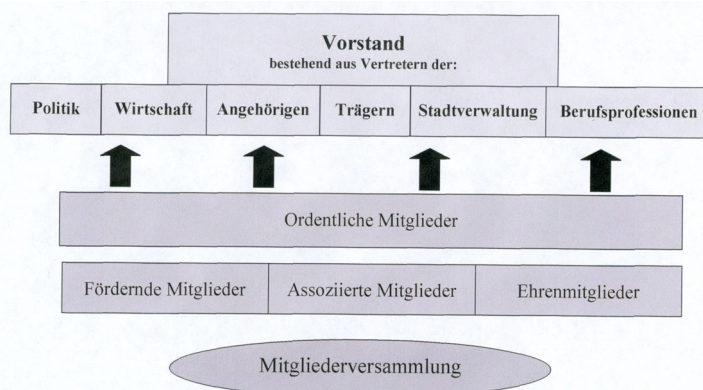 Vorstand
bestehend aus Vertretern der:
Politik Wirtschaft Angehörigen Trägern Stadtverwaltung Berufsprofessionen
Ordentliche Mitglieder
Fördernde Mitglieder Assoziierte Mitglieder Ehrenmitglieder
Mitgliederversammlung